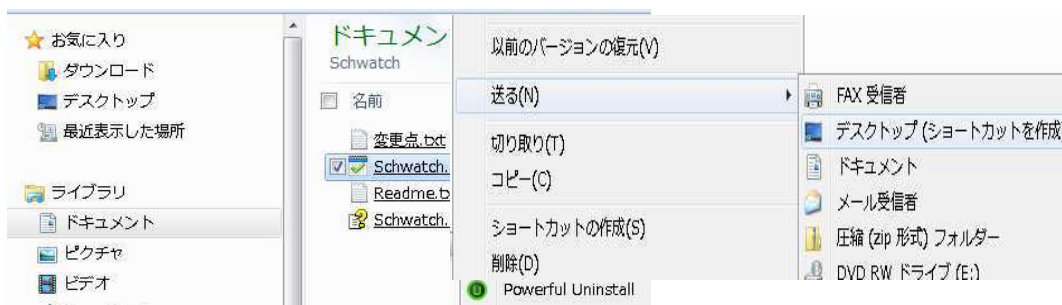 お気に入り
ダウンロード
デスクトップ
最近表示した場所
ライブラリ
ドキュメント
ピクチャ
ビデオ
ドキュメン
Schwatch
名前
変更点.txt
Schwatch.
Readme.t
Schwatch.
以前のバージョンの復元(V)
送る(N)
切り取り(T)
コピー(C)
ショートカットの作成(S)
削除(D)
Powerful Uninstall
FAX 受信者
デスクトップ (ショートカットを作成
ドキュメント
メール受信者
圧縮 (zip 形式) フォルダー
DVD RW ドライブ (E:)